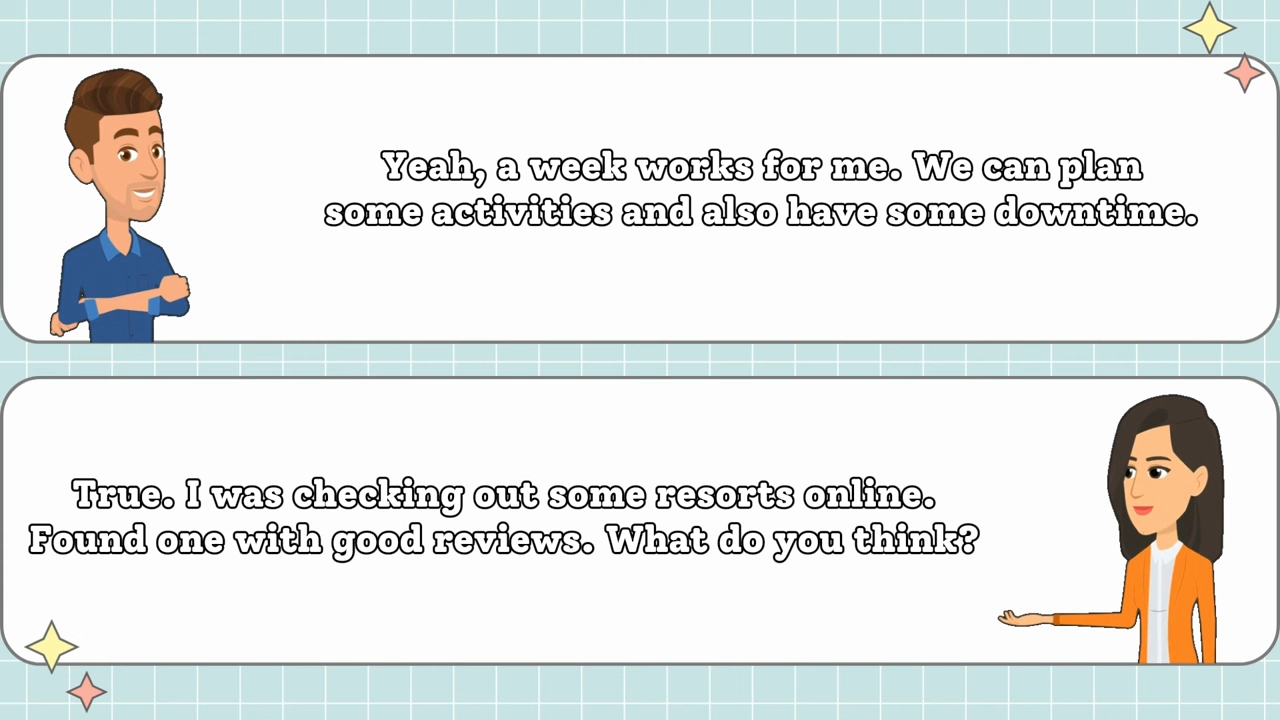 Yeah, a week works for me. We can plan
some activities and also have some downtime.
True. I was checking out some resorts online.
Found one with good reviews. What do you think?